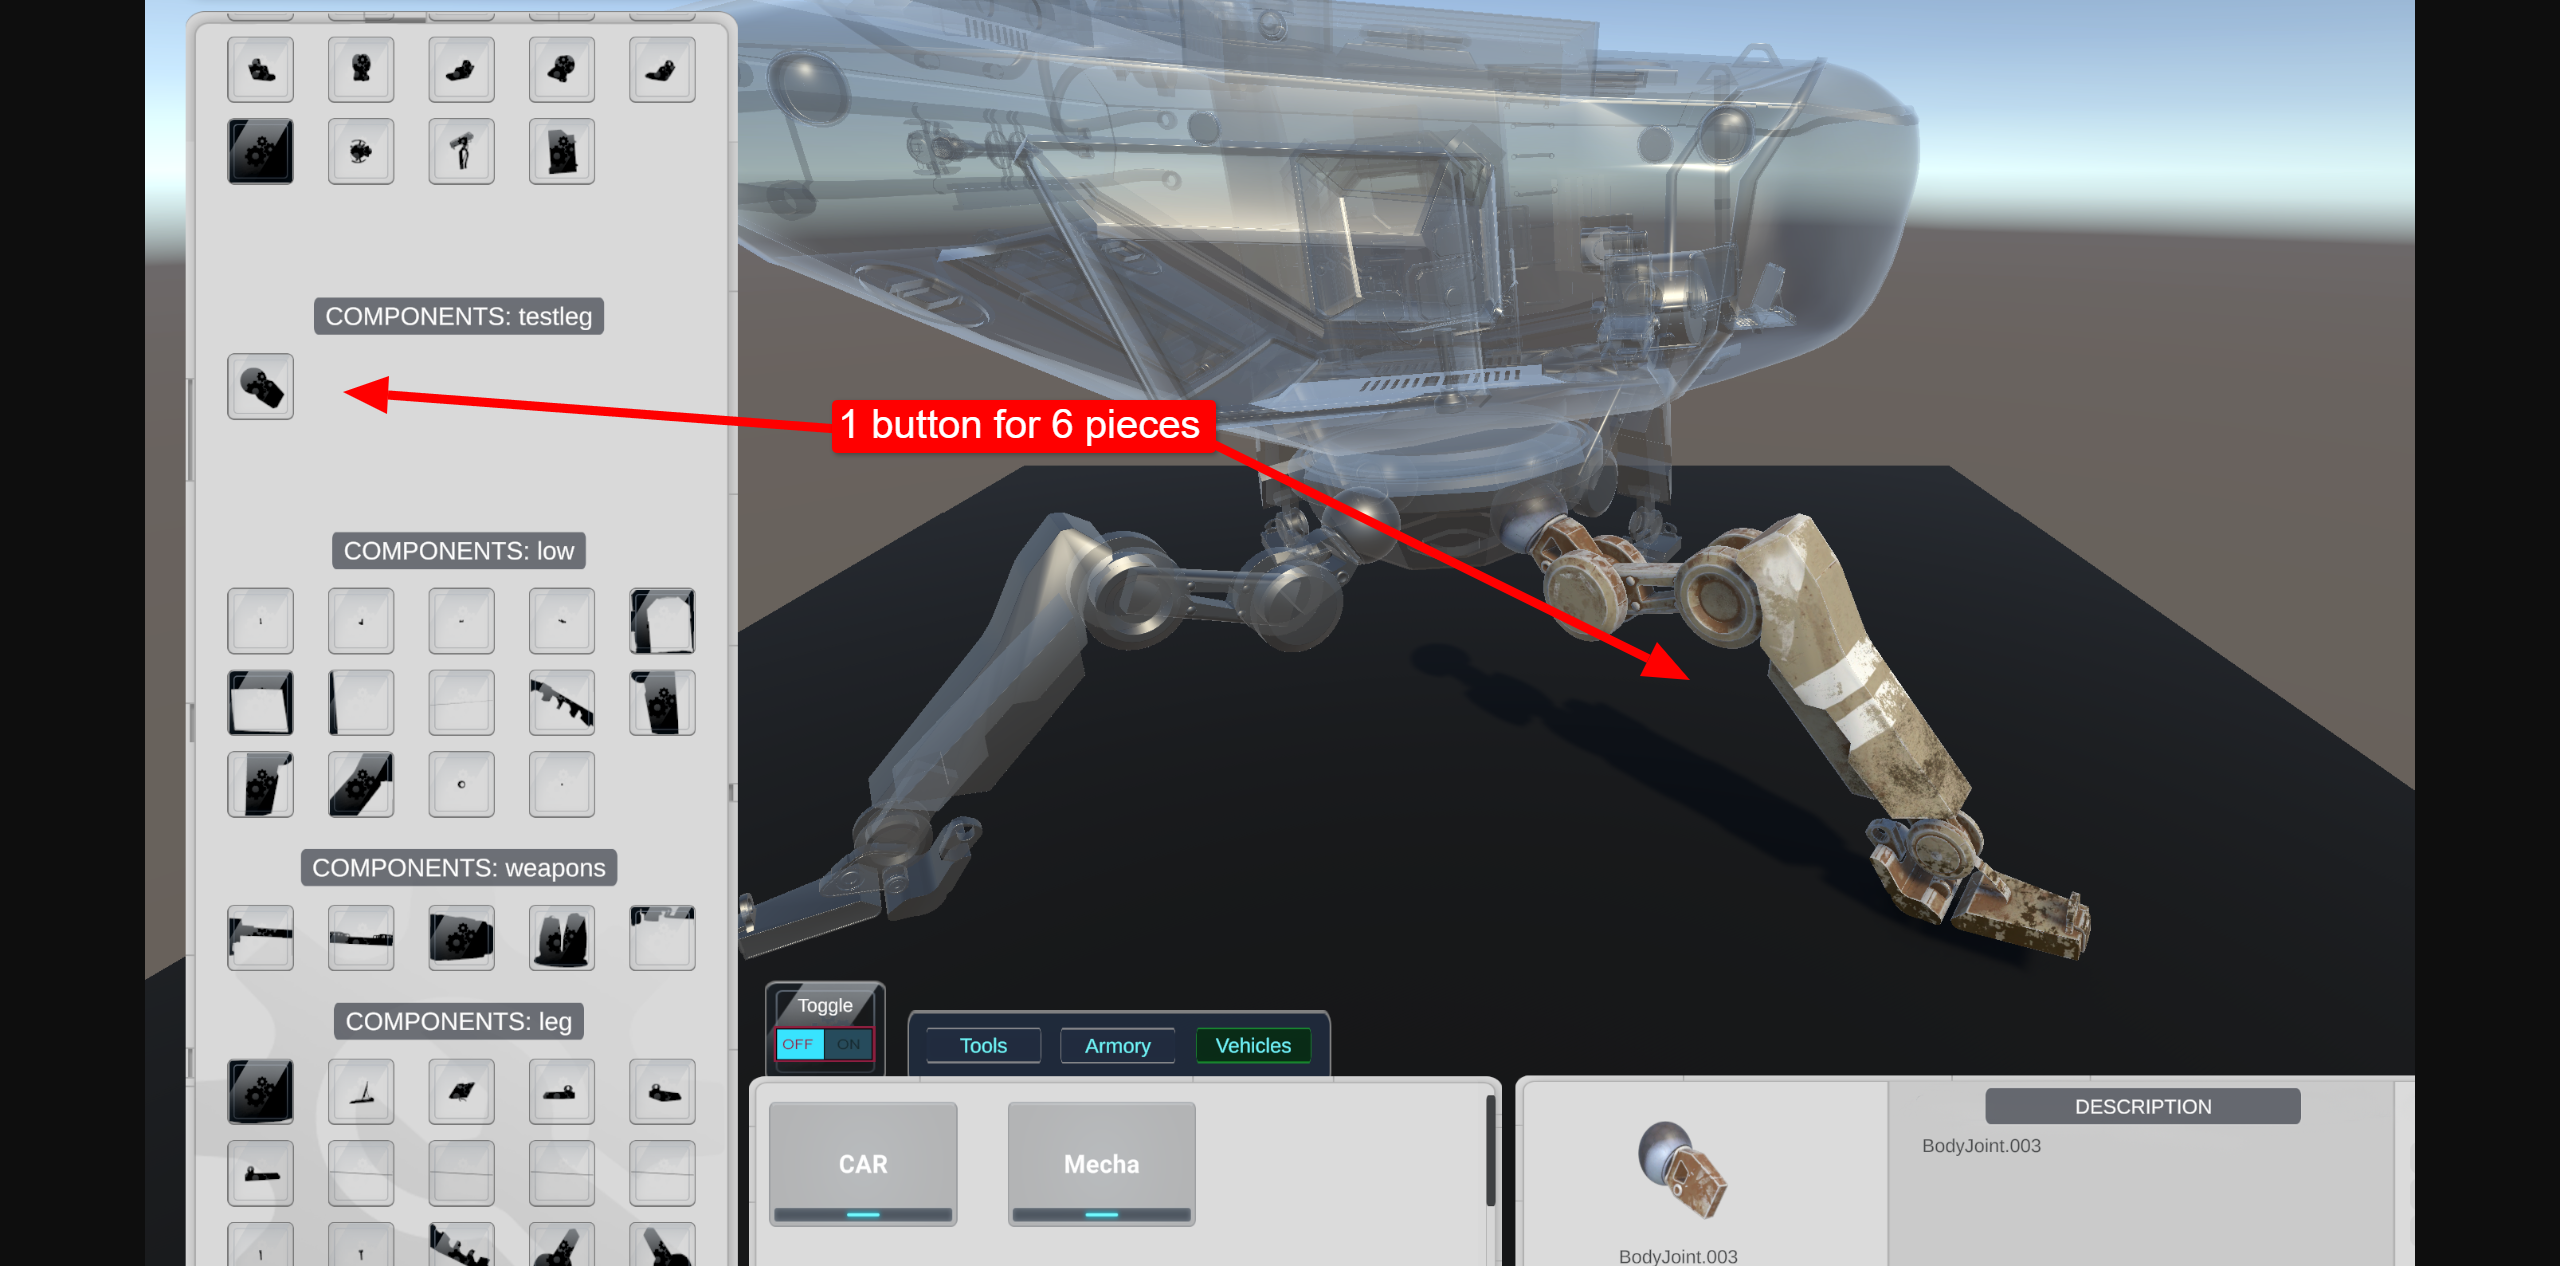 COMPONENTS: testleg
1 button for 6 pieces
COMPONENTS: low
COMPONENTS: weapons
COMPONENTS: leg
Toggle
OFF ON
Tools Armory Vehicles
CAR Mecha
DESCRIPTION
BodyJoint.003
BodyJoint.003